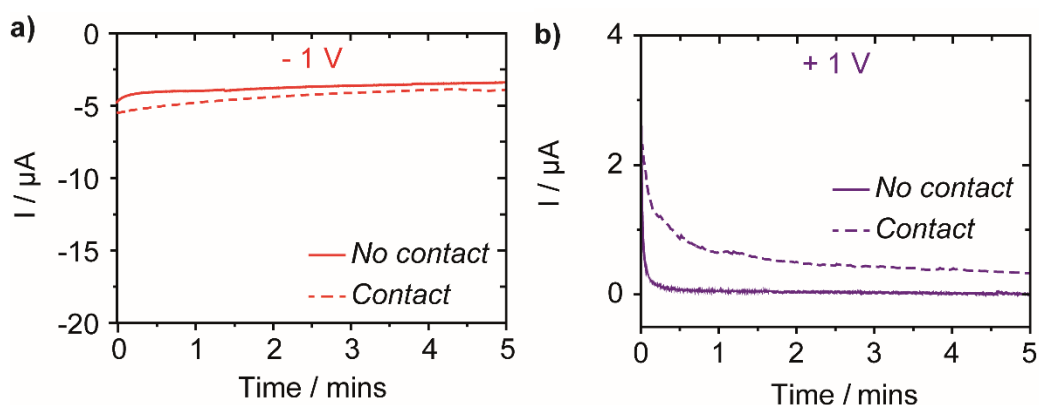 a)
- 1 V
0
-5
-10
-15
-20
I / µA
No contact
Contact
0 1 2 3 4 5
Time / mins
b)
+ 1 V
4
2
0
I / µA
No contact
Contact
0 1 2 3 4 5
Time / mins